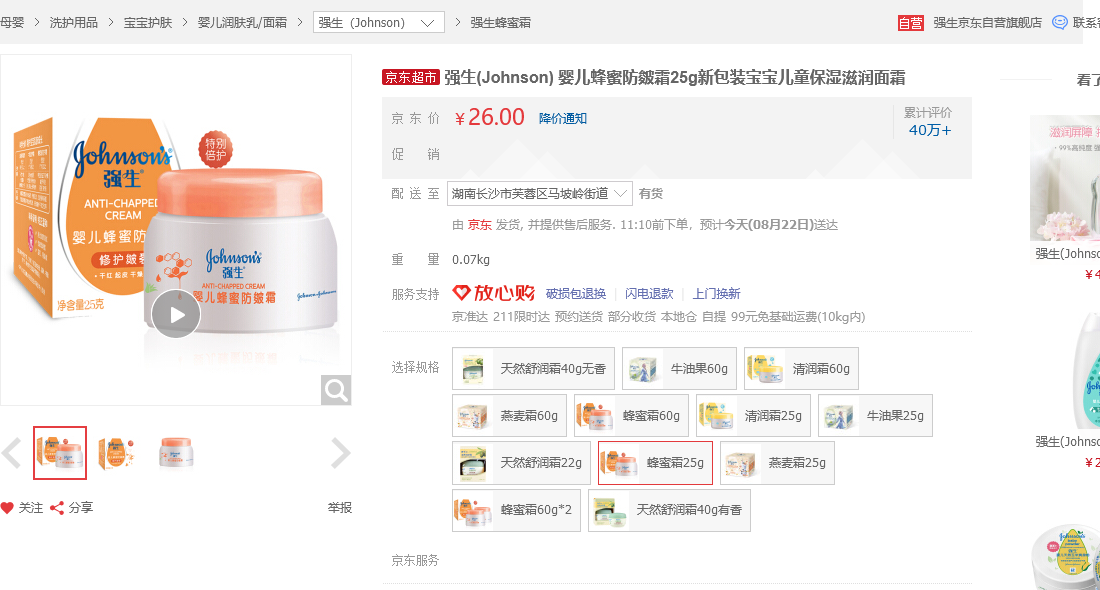 母婴 > 洗护用品 > 宝宝护肤 > 婴儿润肤乳/面霜 > 强生（Johnson） > 强生蜂蜜霜
自营 强生京东自营旗舰店 联系客
京东超市 强生(Johnson) 婴儿蜂蜜防皴霜25g新包装宝宝儿童保湿滋润面霜
看了
京东价 ￥26.00 降价通知
累计评价
40万+
促销
配送至 湖南长沙市芙蓉区马坡岭街道 有货
由 京东 发货, 并提供售后服务. 11:10前下单，预计今天(08月22日)送达
重量 0.07kg
服务支持 放心购 破损包退换 闪电退款 上门换新
京准达 211限时达 预约送货 部分收货 本地仓 自提 99元免基础运费(10kg内)
选择规格
天然舒润霜40g无香 牛油果60g 清润霜60g
燕麦霜60g 蜂蜜霜60g 清润霜25g 牛油果25g
天然舒润霜22g 蜂蜜霜25g 燕麦霜25g
蜂蜜霜60g*2 天然舒润霜40g有香
京东服务
Johnson's
强生
ANTI-CHAPPED
CREAM
婴儿蜂蜜防
修护皴
净含量25克
特别
倍护
Johnson's
强生
ANTI-CHAPPED CREAM
婴儿蜂蜜防皴霜
Johnson & Johnson
关注 分享 举报
滋润屏障
99%高纯度
强生(Johnso
￥4
强生(Johnso
￥2
Johnson's
强生